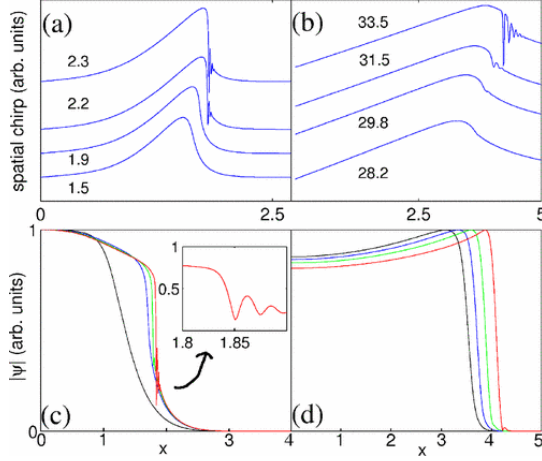 (a)
(b)
spatial chirp (arb. units)
2.3
2.2
1.9
1.5
33.5
31.5
29.8
28.2
0
2.5
2.5
5
1
0
|ψ| (arb. units)
1
0.5
1.8
1.85
(c)
(d)
0 1 2 3 4
1 2 3 4 5
x
x